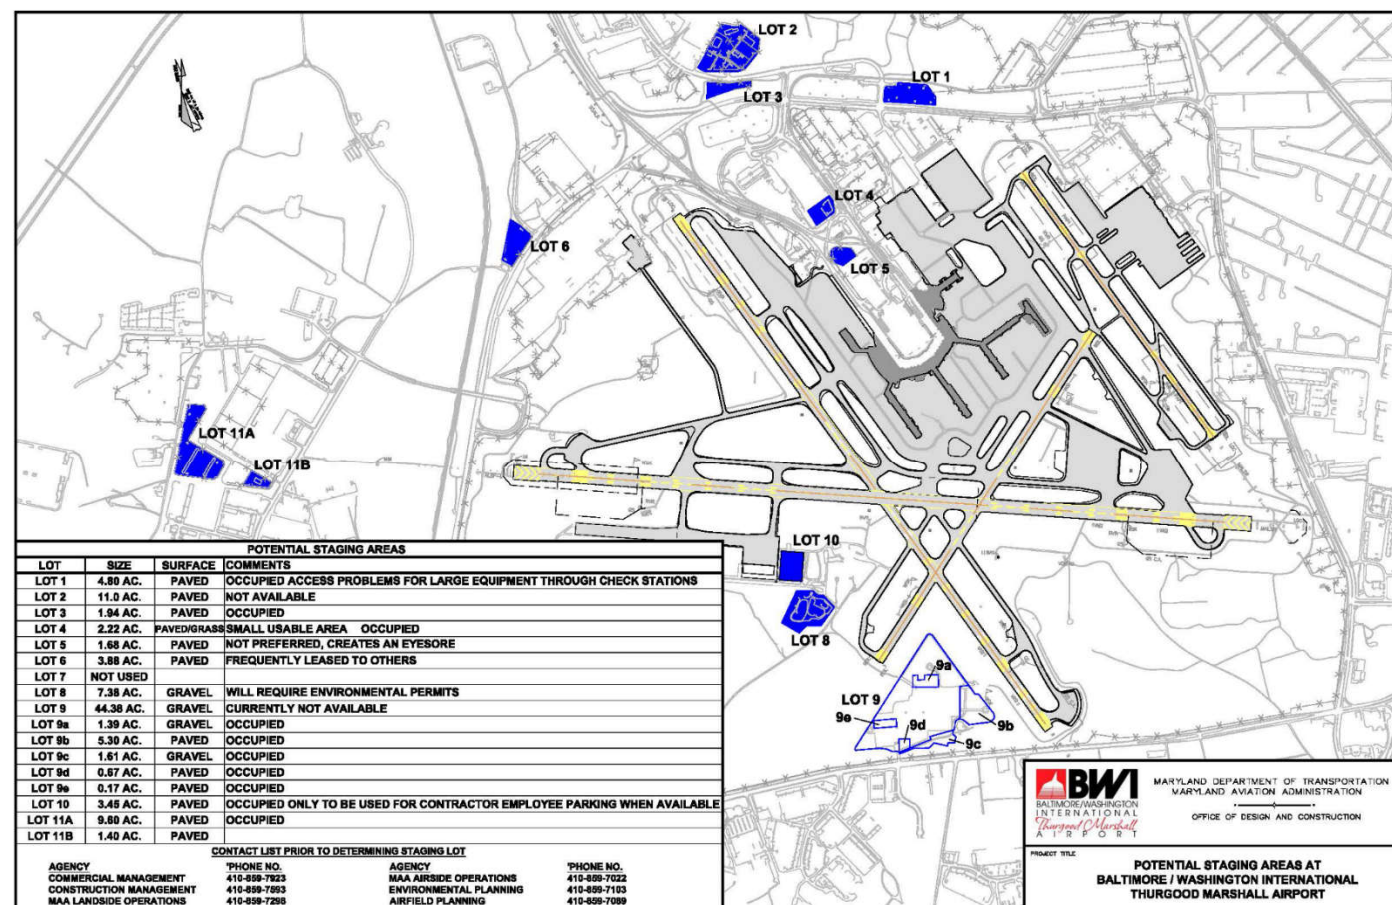 LOT 2
LOT 1
LOT 3
LOT 4
LOT 6
LOT 5
LOT 11A
LOT 11B
LOT 10
LOT 8
LOT 9
9a
9e
9d
9b
9c
POTENTIAL STAGING AREAS
LOT SIZE SURFACE COMMENTS
LOT 1 4.80 AC. PAVED OCCUPIED ACCESS PROBLEMS FOR LARGE EQUIPMENT THROUGH CHECK STATIONS
LOT 2 11.0 AC. PAVED NOT AVAILABLE
LOT 3 1.94 AC. PAVED OCCUPIED
LOT 4 2.22 AC. PAVED/GRASS SMALL USABLE AREA OCCUPIED
LOT 5 1.68 AC. PAVED NOT PREFERRED, CREATES AN EYESORE
LOT 6 3.88 AC. PAVED FREQUENTLY LEASED TO OTHERS
LOT 7 NOT USED
LOT 8 7.38 AC. GRAVEL WILL REQUIRE ENVIRONMENTAL PERMITS
LOT 9 44.38 AC. GRAVEL CURRENTLY NOT AVAILABLE
LOT 9a 1.39 AC. GRAVEL OCCUPIED
LOT 9b 5.30 AC. PAVED OCCUPIED
LOT 9c 1.61 AC. GRAVEL OCCUPIED
LOT 9d 0.67 AC. PAVED OCCUPIED
LOT 9e 0.17 AC. PAVED OCCUPIED
LOT 10 3.45 AC. PAVED OCCUPIED ONLY TO BE USED FOR CONTRACTOR EMPLOYEE PARKING WHEN AVAILABLE
LOT 11A 9.60 AC. PAVED OCCUPIED
LOT 11B 1.40 AC. PAVED
CONTACT LIST PRIOR TO DETERMINING STAGING LOT
AGENCY 'PHONE NO. AGENCY 'PHONE NO.
COMMERCIAL MANAGEMENT 410-859-7923 MAA AIRSIDE OPERATIONS 410-859-7022
CONSTRUCTION MANAGEMENT 410-859-7593 ENVIRONMENTAL PLANNING 410-859-7103
MAA LANDSIDE OPERATIONS 410-859-7298 AIRFIELD PLANNING 410-859-7089
BWI
BALTIMORE/WASHINGTON
INTERNATIONAL
Thurgood Marshall
AIRPORT
MARYLAND DEPARTMENT OF TRANSPORTATION
MARYLAND AVIATION ADMINISTRATION
OFFICE OF DESIGN AND CONSTRUCTION
PROJECT TITLE
POTENTIAL STAGING AREAS AT
BALTIMORE / WASHINGTON INTERNATIONAL
THURGOOD MARSHALL AIRPORT